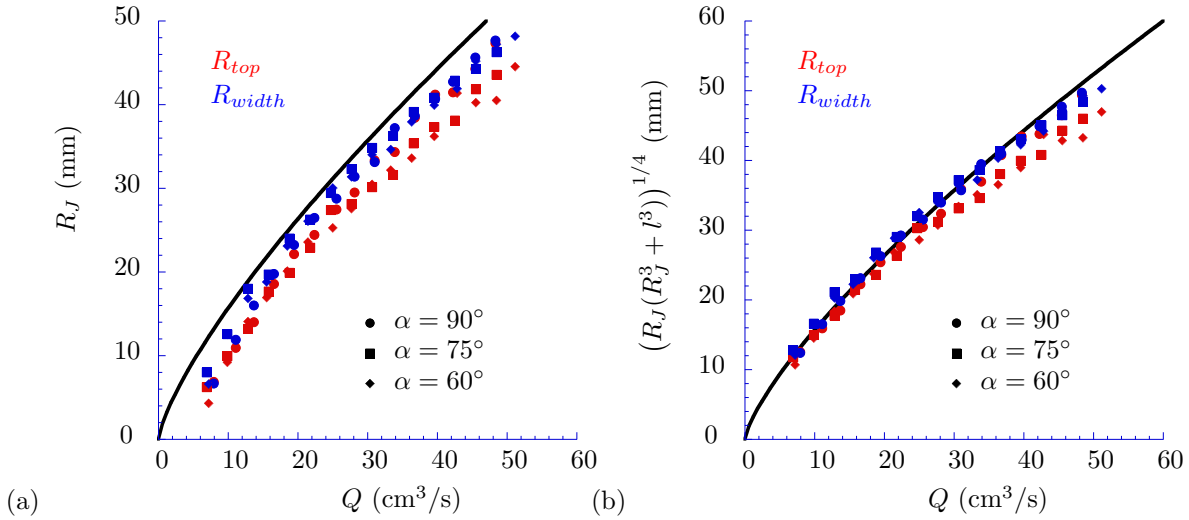 50
40
30
20
10
0
R_J (mm)
R_top
R_width
α = 90°
α = 75°
α = 60°
0 10 20 30 40 50 60
Q (cm³/s)
(a)
60
50
40
30
20
10
0
(R_J(R_J³ + l³))^{1/4} (mm)
R_top
R_width
α = 90°
α = 75°
α = 60°
0 10 20 30 40 50 60
Q (cm³/s)
(b)